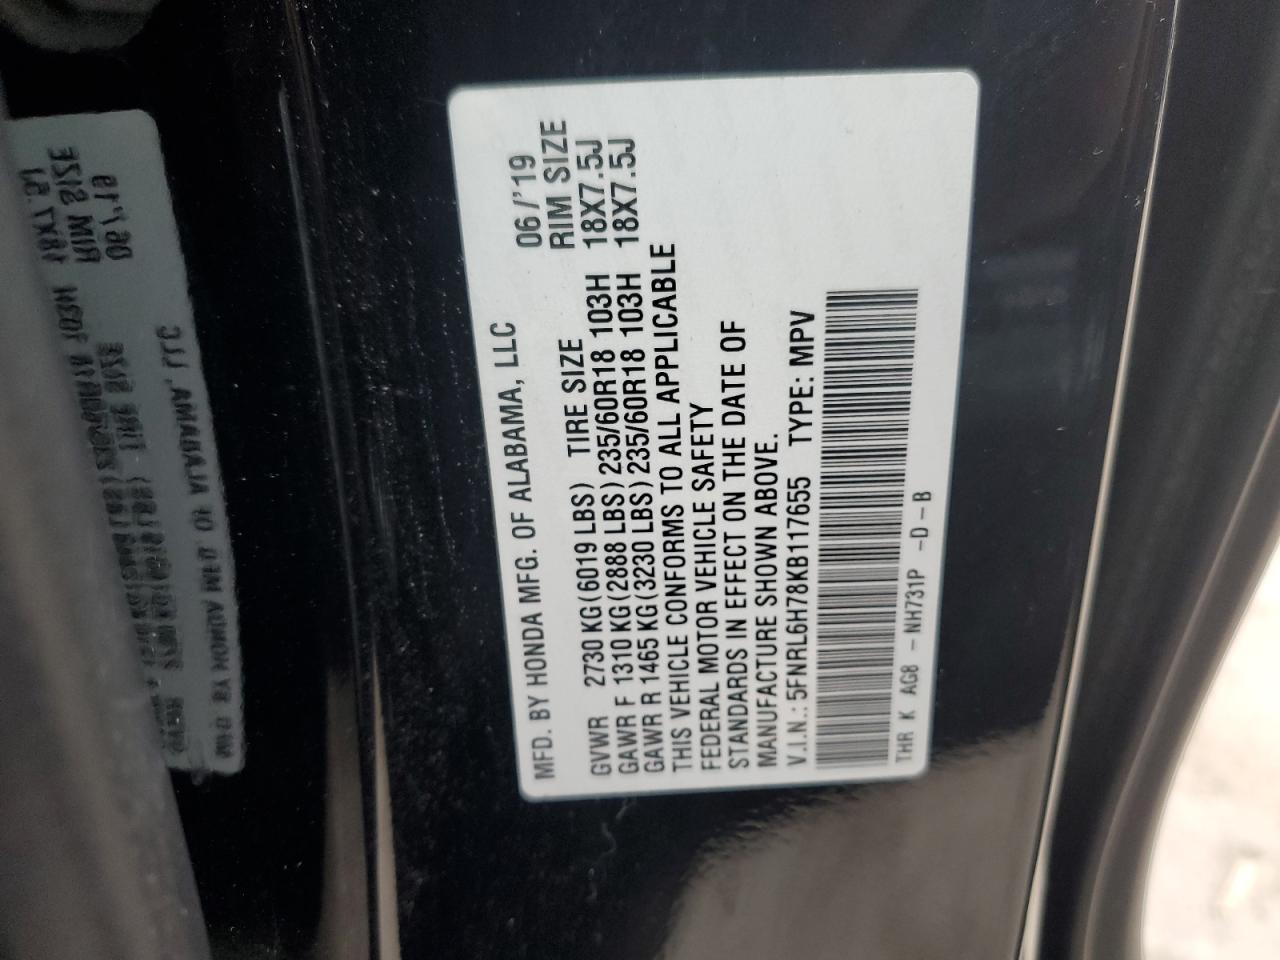 MFD. BY HONDA MFG. OF ALABAMA, LLC 06/'19
TIRE SIZE RIM SIZE
GVWR 2730 KG(6019 LBS)
GAWR F 1310 KG(2888 LBS) 235/60R18 103H 18X7.5J
GAWR R 1465 KG(3230 LBS) 235/60R18 103H 18X7.5J
THIS VEHICLE CONFORMS TO ALL APPLICABLE
FEDERAL MOTOR VEHICLE SAFETY
STANDARDS IN EFFECT ON THE DATE OF
MANUFACTURE SHOWN ABOVE.
V.I.N.: 5FNRL6H78KB117655 TYPE: MPV
THR K AG8 - NH731P -D-B